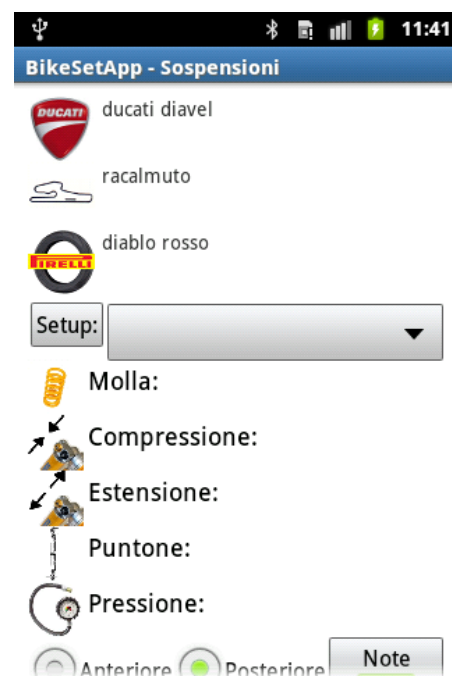 11:41
BikeSetApp - Sospensioni
DUCATI
ducati diavel
racalmuto
diablo rosso
PIRELLI
Setup:
Molla:
Compressione:
Estensione:
Puntone:
Pressione:
Anteriore Posteriore Note